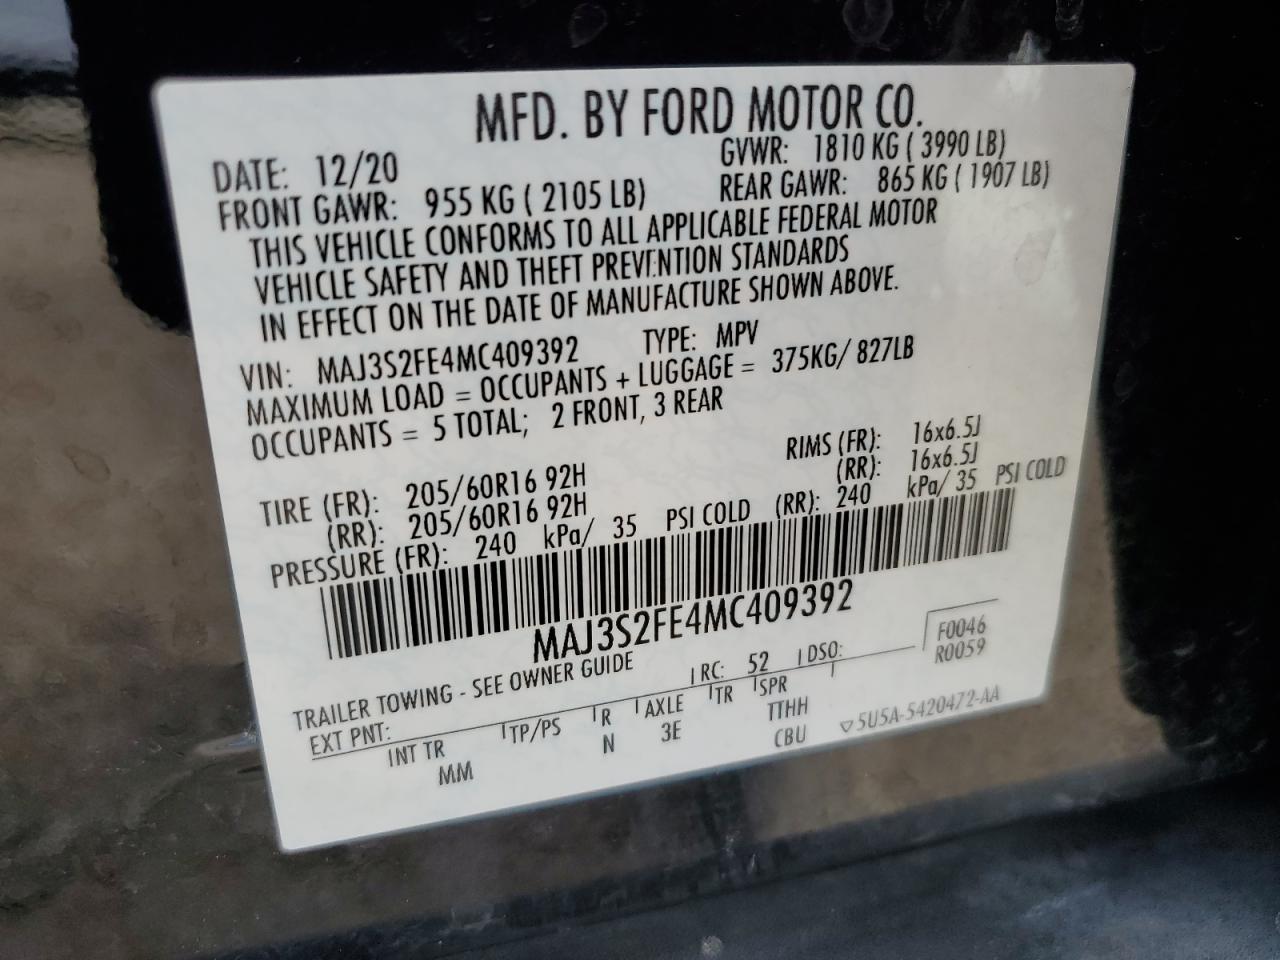 MFD. BY FORD MOTOR CO.
DATE: 12/20 GVWR: 1810 KG ( 3990 LB)
FRONT GAWR: 955 KG ( 2105 LB) REAR GAWR: 865 KG ( 1907 LB)
THIS VEHICLE CONFORMS TO ALL APPLICABLE FEDERAL MOTOR
VEHICLE SAFETY AND THEFT PREVENTION STANDARDS
IN EFFECT ON THE DATE OF MANUFACTURE SHOWN ABOVE.
VIN: MAJ3S2FE4MC409392 TYPE: MPV
MAXIMUM LOAD = OCCUPANTS + LUGGAGE = 375KG/ 827LB
OCCUPANTS = 5 TOTAL; 2 FRONT, 3 REAR
TIRE (FR): 205/60R16 92H RIMS (FR): 16x6.5J
(RR): 205/60R16 92H (RR): 16x6.5J
PRESSURE (FR): 240 kPa/ 35 PSI COLD (RR): 240 kPa/ 35 PSI COLD
MAJ3S2FE4MC409392
TRAILER TOWING - SEE OWNER GUIDE
EXT PNT: RC: 52 DSO: F0046
R0059
INT TR TP/PS R AXLE TR SPR
MM N 3E TTHH
CBU
▽5U5A-5420472-AA